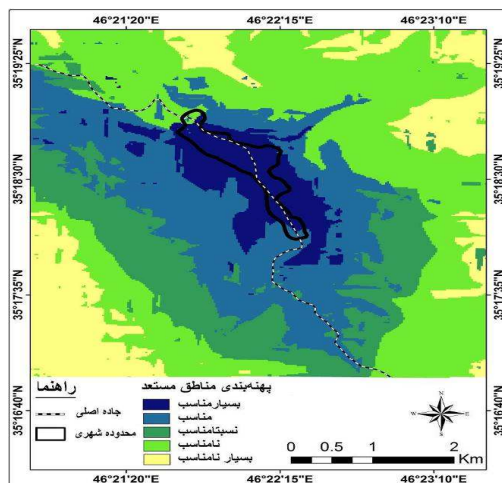 46°21'20"E 46°22'15"E 46°23'10"E
35°19'25"N 35°19'25"N
35°18'30"N 35°18'30"N
35°17'35"N 35°17'35"N
35°16'40"N 35°16'40"N
راهنما
جاده اصلی
محدوده شهری
پهنه‌بندی مناطق مستعد
بسیارمناسب
مناسب
نسبتامناسب
نامناسب
بسیار نامناسب
N
W E
S
0 0.5 1 2
Km
46°21'20"E 46°22'15"E 46°23'10"E